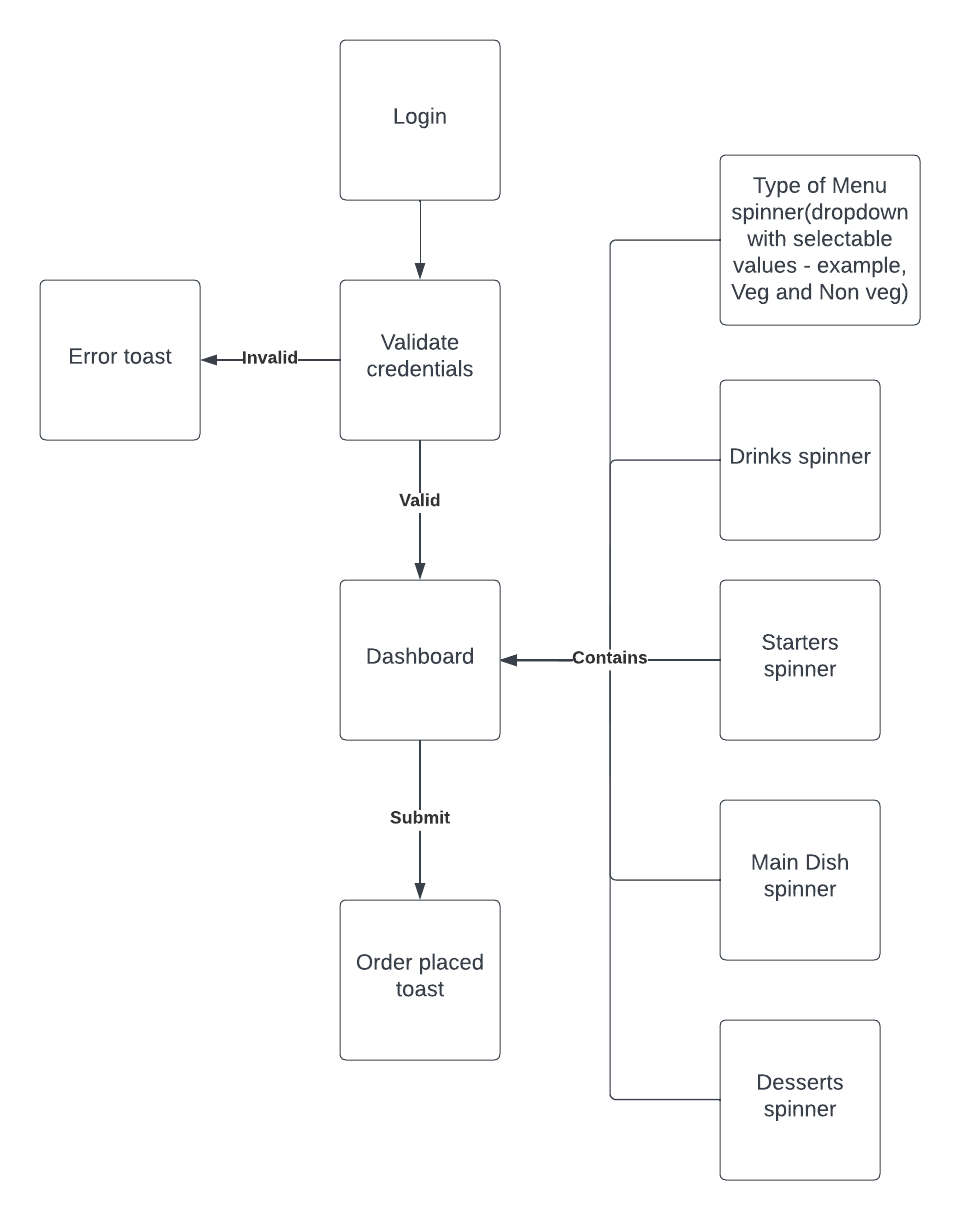 Login
Type of Menu
spinner(dropdown
with selectable
values - example,
Veg and Non veg)
Error toast
Invalid
Validate
credentials
Drinks spinner
Valid
Dashboard
Contains
Starters
spinner
Submit
Main Dish
spinner
Order placed
toast
Desserts
spinner